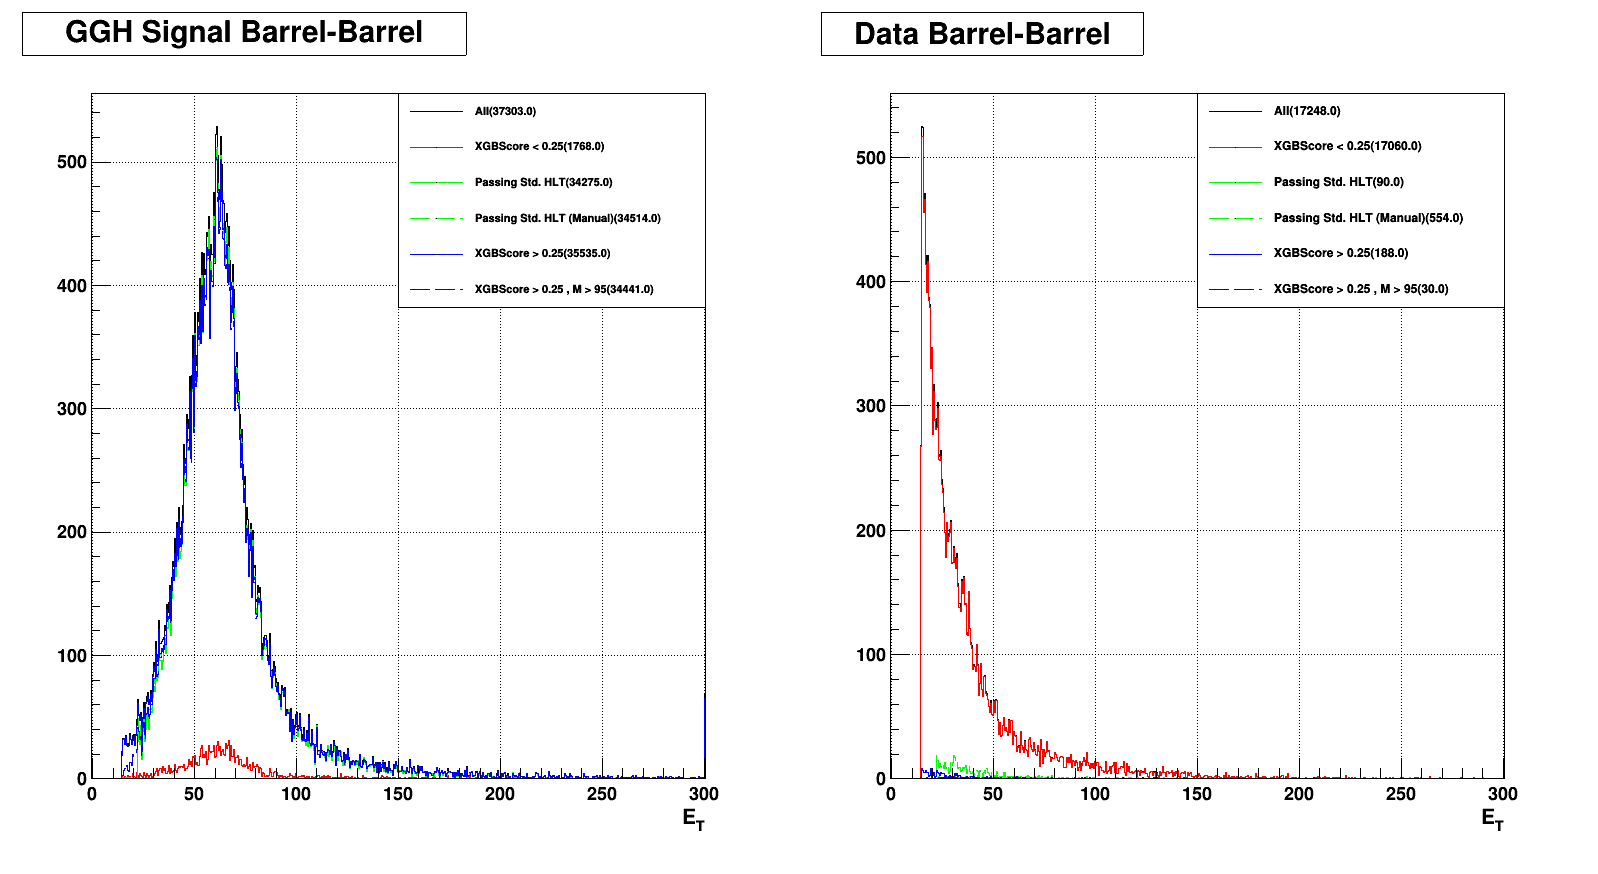 GGH Signal Barrel-Barrel
All(37303.0)
XGBScore < 0.25(1768.0)
Passing Std. HLT(34275.0)
Passing Std. HLT (Manual)(34514.0)
XGBScore > 0.25(35535.0)
XGBScore > 0.25 , M > 95(34441.0)
500
400
300
200
100
0
0 50 100 150 200 250 300
E_T
Data Barrel-Barrel
All(17248.0)
XGBScore < 0.25(17060.0)
Passing Std. HLT(90.0)
Passing Std. HLT (Manual)(554.0)
XGBScore > 0.25(188.0)
XGBScore > 0.25 , M > 95(30.0)
500
400
300
200
100
0
0 50 100 150 200 250 300
E_T